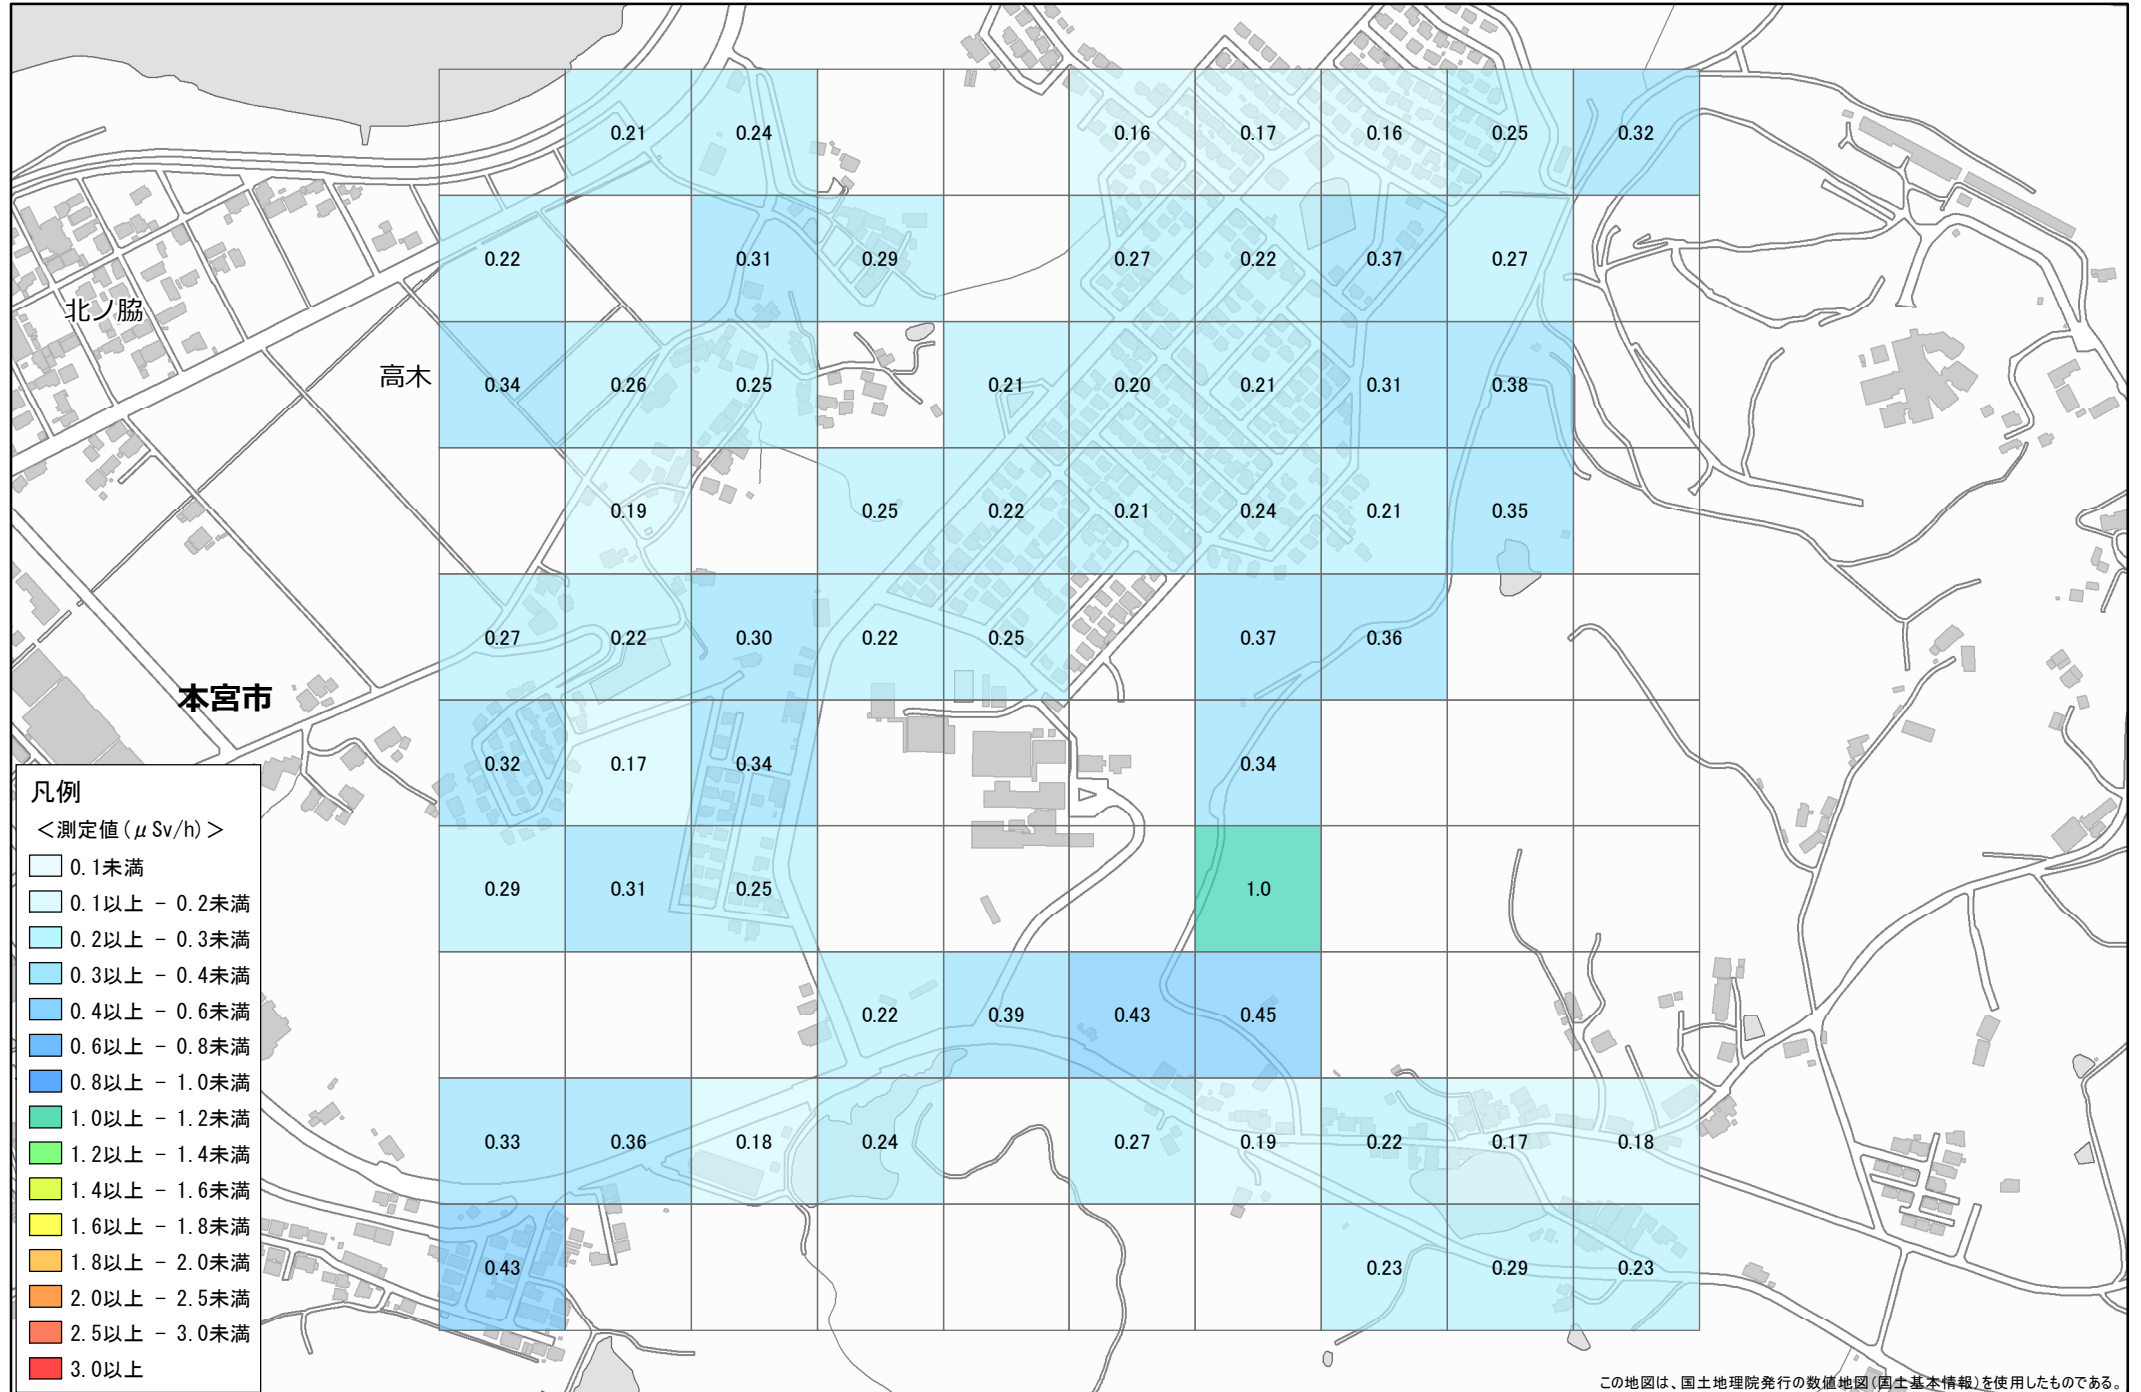 0.21 0.24 0.16 0.17 0.16 0.25 0.32
0.22 0.31 0.29 0.27 0.22 0.37 0.27
北ノ脇
高木
0.34 0.26 0.25 0.21 0.20 0.21 0.31 0.38
0.19 0.25 0.22 0.21 0.24 0.21 0.35
0.27 0.22 0.30 0.22 0.25 0.37 0.36
本宮市
0.32 0.17 0.34 0.34
0.29 0.31 0.25 1.0
0.22 0.39 0.43 0.45
0.33 0.36 0.18 0.24 0.27 0.19 0.22 0.17 0.18
0.43 0.23 0.29 0.23
凡例
＜測定値(μSv/h)＞
0.1未満
0.1以上 - 0.2未満
0.2以上 - 0.3未満
0.3以上 - 0.4未満
0.4以上 - 0.6未満
0.6以上 - 0.8未満
0.8以上 - 1.0未満
1.0以上 - 1.2未満
1.2以上 - 1.4未満
1.4以上 - 1.6未満
1.6以上 - 1.8未満
1.8以上 - 2.0未満
2.0以上 - 2.5未満
2.5以上 - 3.0未満
3.0以上
この地図は、国土地理院発行の数値地図(国土基本情報)を使用したものである。